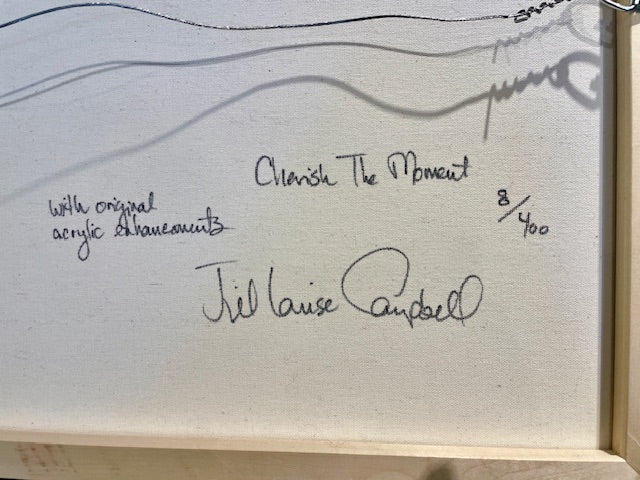 Cherish The Moment
8/400
with original
acrylic enhancements
Jill Louise Campbell